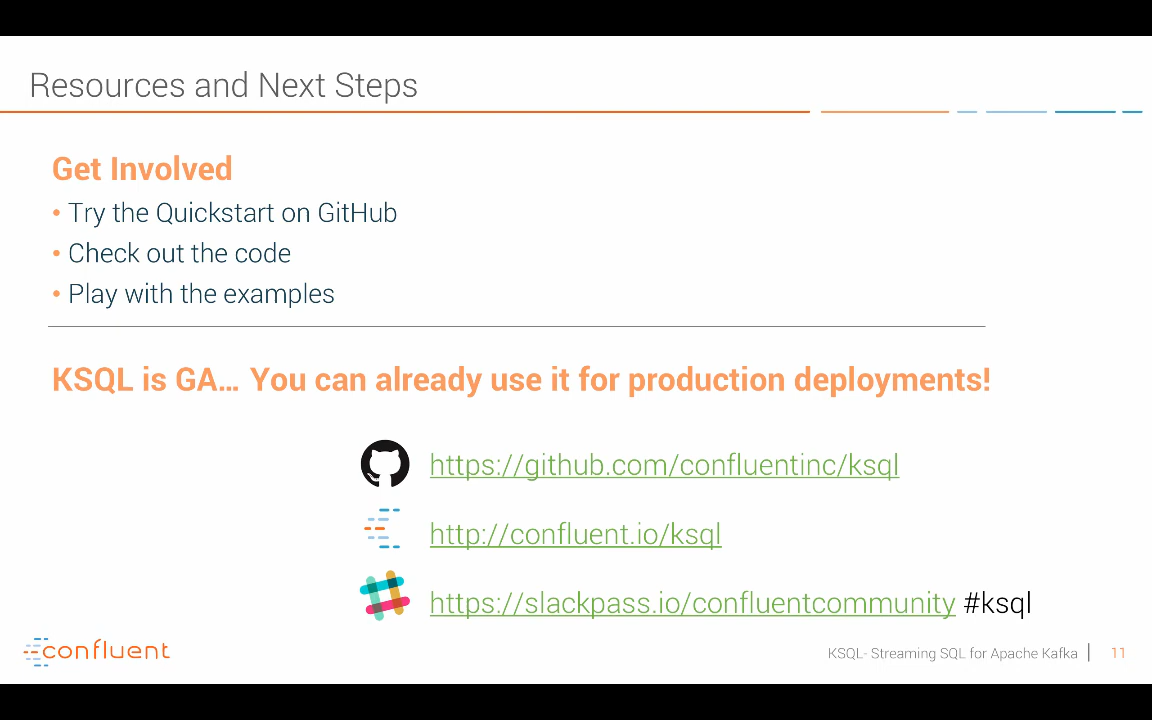 Resources and Next Steps
Get Involved
• Try the Quickstart on GitHub
• Check out the code
• Play with the examples
KSQL is GA… You can already use it for production deployments!
https://github.com/confluentinc/ksql
http://confluent.io/ksql
https://slackpass.io/confluentcommunity #ksql
confluent
KSQL- Streaming SQL for Apache Kafka | 11